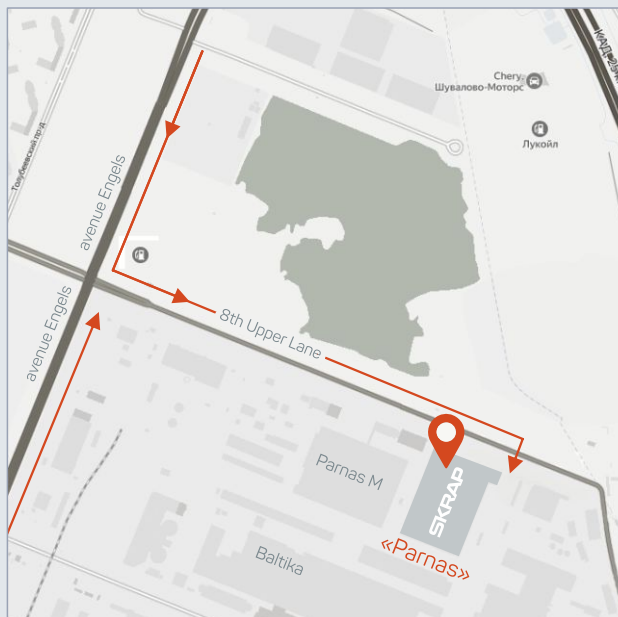 КАД
Chery,
Шувалово-Моторс
Лукойл
avenue Engels
8th Upper Lane
avenue Engels
Parnas M
SKRAP
«Parnas»
Baltika